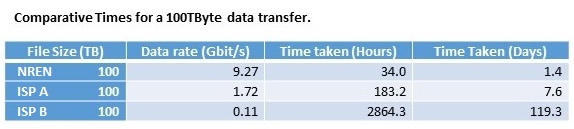 Comparative Times for a 100TByte data transfer.
File Size (TB) Data rate (Gbit/s) Time taken (Hours) Time Taken (Days)
NREN 100 9.27 34.0 1.4
ISP A 100 1.72 183.2 7.6
ISP B 100 0.11 2864.3 119.3